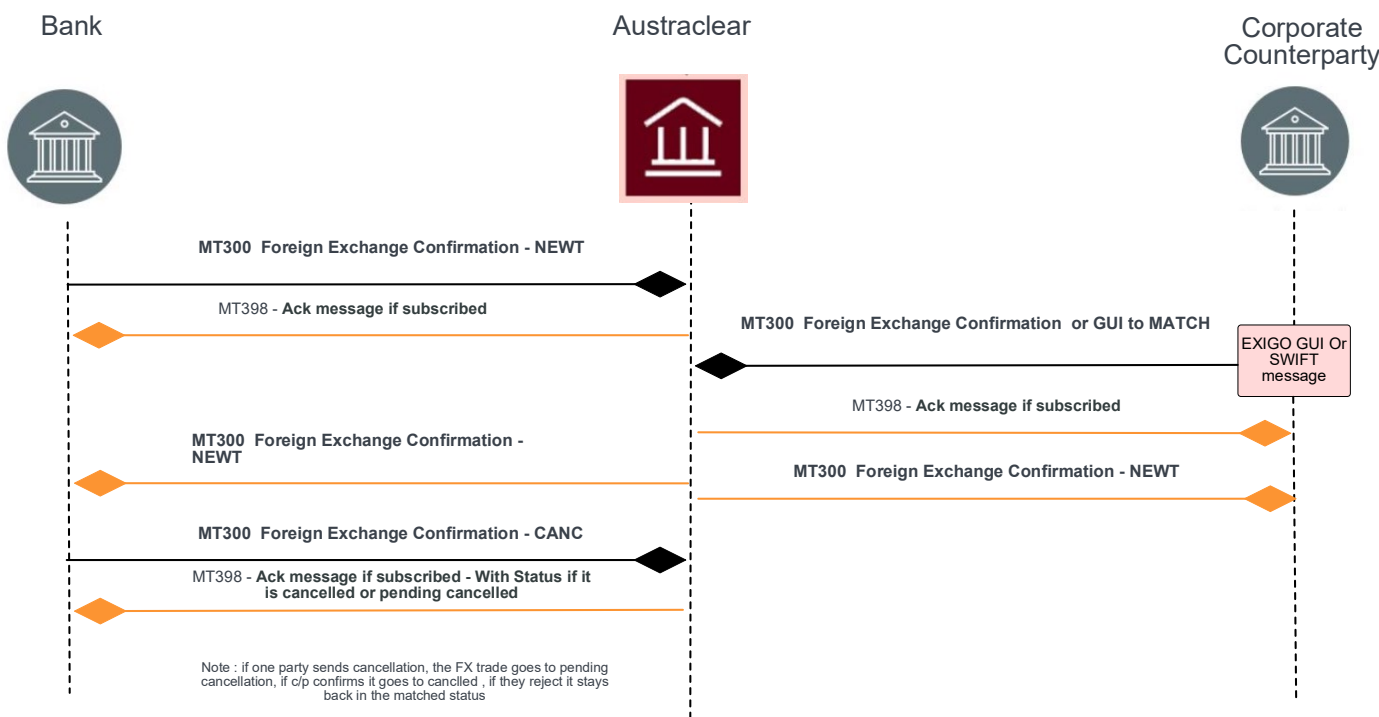 Bank
Austraclear
Corporate
Counterparty
MT300  Foreign Exchange Confirmation - NEWT
MT398 - Ack message if subscribed
MT300  Foreign Exchange Confirmation  or GUI to MATCH
EXIGO GUI Or
SWIFT
message
MT398 - Ack message if subscribed
MT300  Foreign Exchange Confirmation -
NEWT
MT300  Foreign Exchange Confirmation - NEWT
MT300  Foreign Exchange Confirmation - CANC
MT398 - Ack message if subscribed - With Status if it
is cancelled or pending cancelled
Note : if one party sends cancellation, the FX trade goes to pending
cancellation, if c/p confirms it goes to canclled , if they reject it stays
back in the matched status